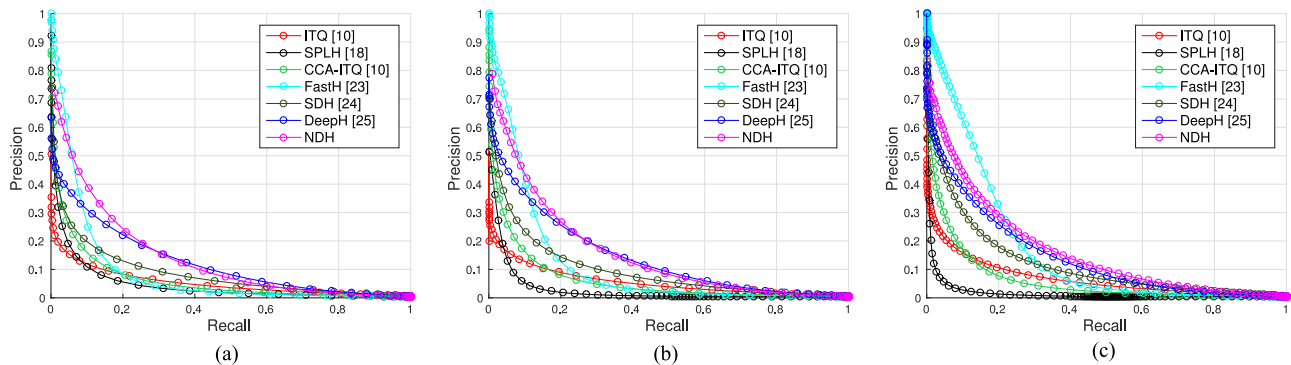 1
0.9
0.8
0.7
0.6
0.5
0.4
0.3
0.2
0.1
0
Precision
0 0.2 0.4 0.6 0.8 1
Recall
ITQ [10]
SPLH [18]
CCA-ITQ [10]
FastH [23]
SDH [24]
DeepH [25]
NDH
(a)
1
0.9
0.8
0.7
0.6
0.5
0.4
0.3
0.2
0.1
0
Precision
0 0.2 0.4 0.6 0.8 1
Recall
ITQ [10]
SPLH [18]
CCA-ITQ [10]
FastH [23]
SDH [24]
DeepH [25]
NDH
(b)
1
0.9
0.8
0.7
0.6
0.5
0.4
0.3
0.2
0.1
0
Precision
0 0.2 0.4 0.6 0.8 1
Recall
ITQ [10]
SPLH [18]
CCA-ITQ [10]
FastH [23]
SDH [24]
DeepH [25]
NDH
(c)